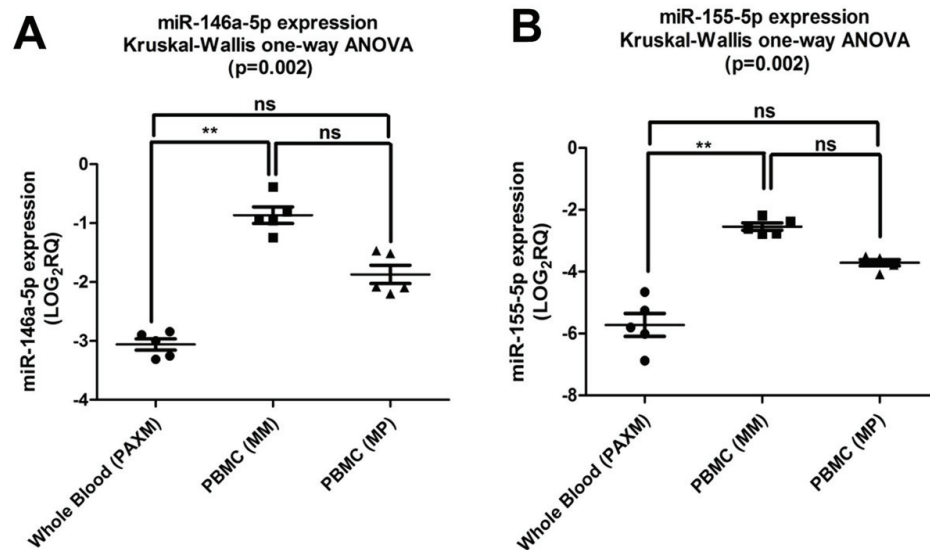 A
miR-146a-5p expression
Kruskal-Wallis one-way ANOVA
(p=0.002)
ns
**
ns
0
-1
-2
-3
-4
miR-146a-5p expression
(LOG₂RQ)
Whole Blood (PAXM)
PBMC (MM)
PBMC (MP)
B
miR-155-5p expression
Kruskal-Wallis one-way ANOVA
(p=0.002)
ns
**
ns
0
-2
-4
-6
-8
miR-155-5p expression
(LOG₂RQ)
Whole Blood (PAXM)
PBMC (MM)
PBMC (MP)